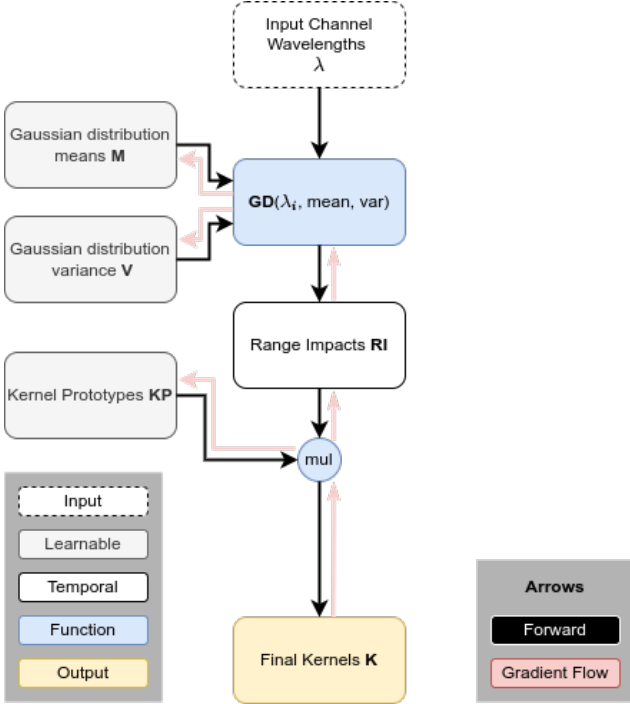 Input Channel
Wavelengths
λ
Gaussian distribution
means M
GD(λᵢ, mean, var)
Gaussian distribution
variance V
Range Impacts RI
Kernel Prototypes KP
mul
Input
Learnable
Temporal
Function
Output
Final Kernels K
Arrows
Forward
Gradient Flow